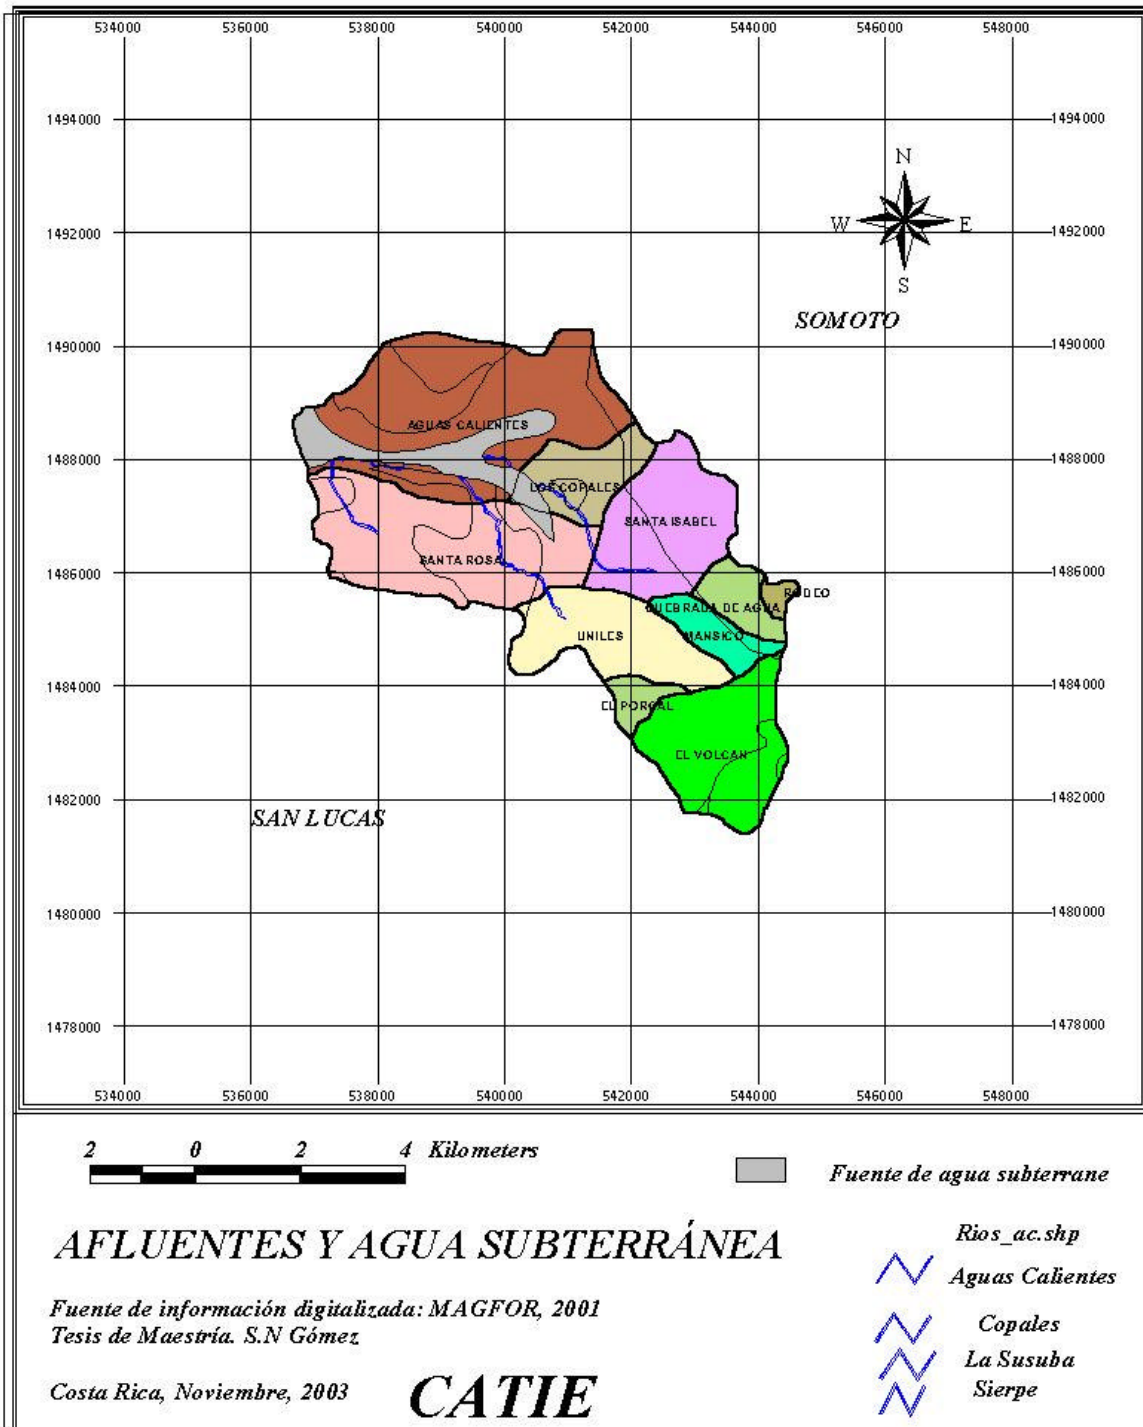 534000 536000 538000 540000 542000 544000 546000 548000
1494000 1494000
N
1492000 W E 1492000
S
SOMOTO
1490000 1490000
AGUAS CALIENTES
1488000 1488000
LOS COPALES
SANTA ISABEL
SANTA ROSA
1486000 1486000
RODEO
QUEBRADA DE AGUA
UNILES MANSICO
1484000 1484000
EL PORCAL
EL VOLCAN
1482000 1482000
SAN LUCAS
1480000 1480000
1478000 1478000
534000 536000 538000 540000 542000 544000 546000 548000
2 0 2 4 Kilometers
Fuente de agua subterrane
AFLUENTES Y AGUA SUBTERRÁNEA
Rios_ac.shp
Aguas Calientes
Copales
La Susuba
Sierpe
Fuente de información digitalizada: MAGFOR, 2001
Tesis de Maestría. S.N Gómez
Costa Rica, Noviembre, 2003
CATIE